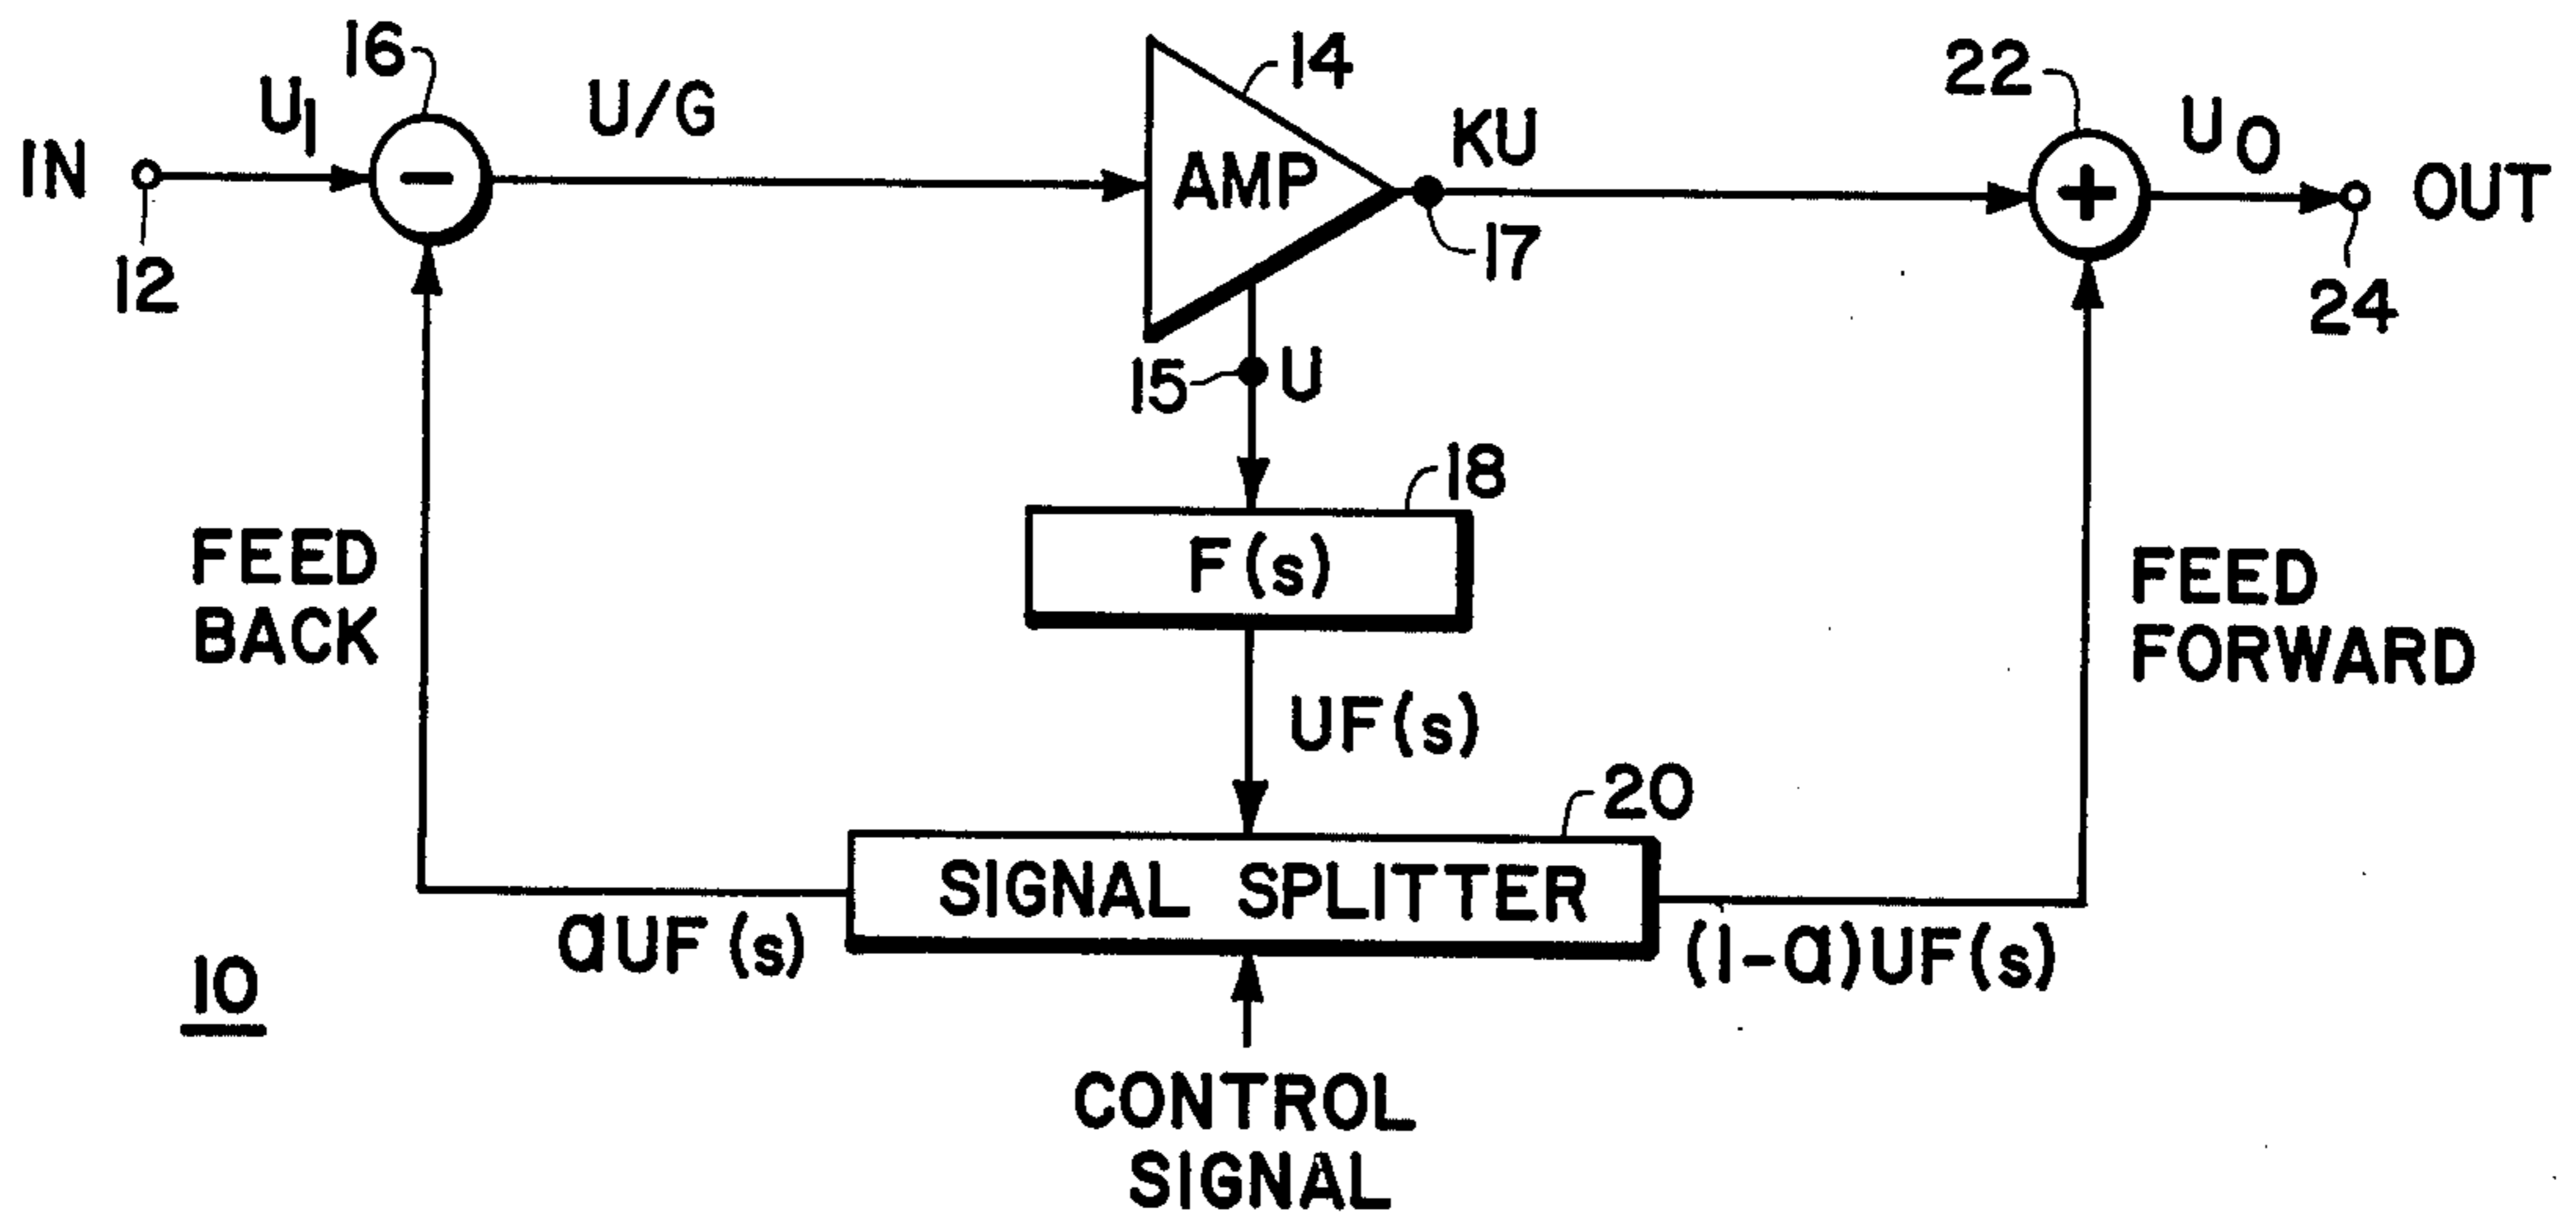 16
14
22
U1
U/G
KU
U0
IN
AMP
OUT
-
+
12
17
24
15
U
18
FEED
BACK
F(s)
FEED
FORWARD
UF(s)
20
SIGNAL SPLITTER
aUF(s)
(1-a)UF(s)
10
CONTROL
SIGNAL